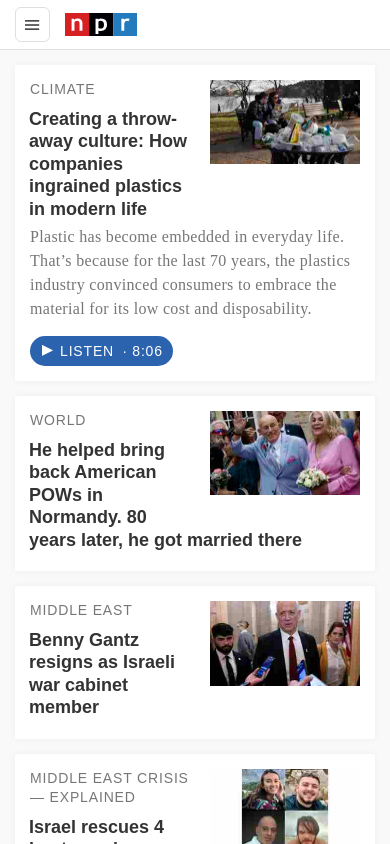 npr
CLIMATE
Creating a throw-
away culture: How
companies
ingrained plastics
in modern life
Plastic has become embedded in everyday life.
That’s because for the last 70 years, the plastics
industry convinced consumers to embrace the
material for its low cost and disposability.
LISTEN · 8:06
WORLD
He helped bring
back American
POWs in
Normandy. 80
years later, he got married there
MIDDLE EAST
Benny Gantz
resigns as Israeli
war cabinet
member
MIDDLE EAST CRISIS
— EXPLAINED
Israel rescues 4